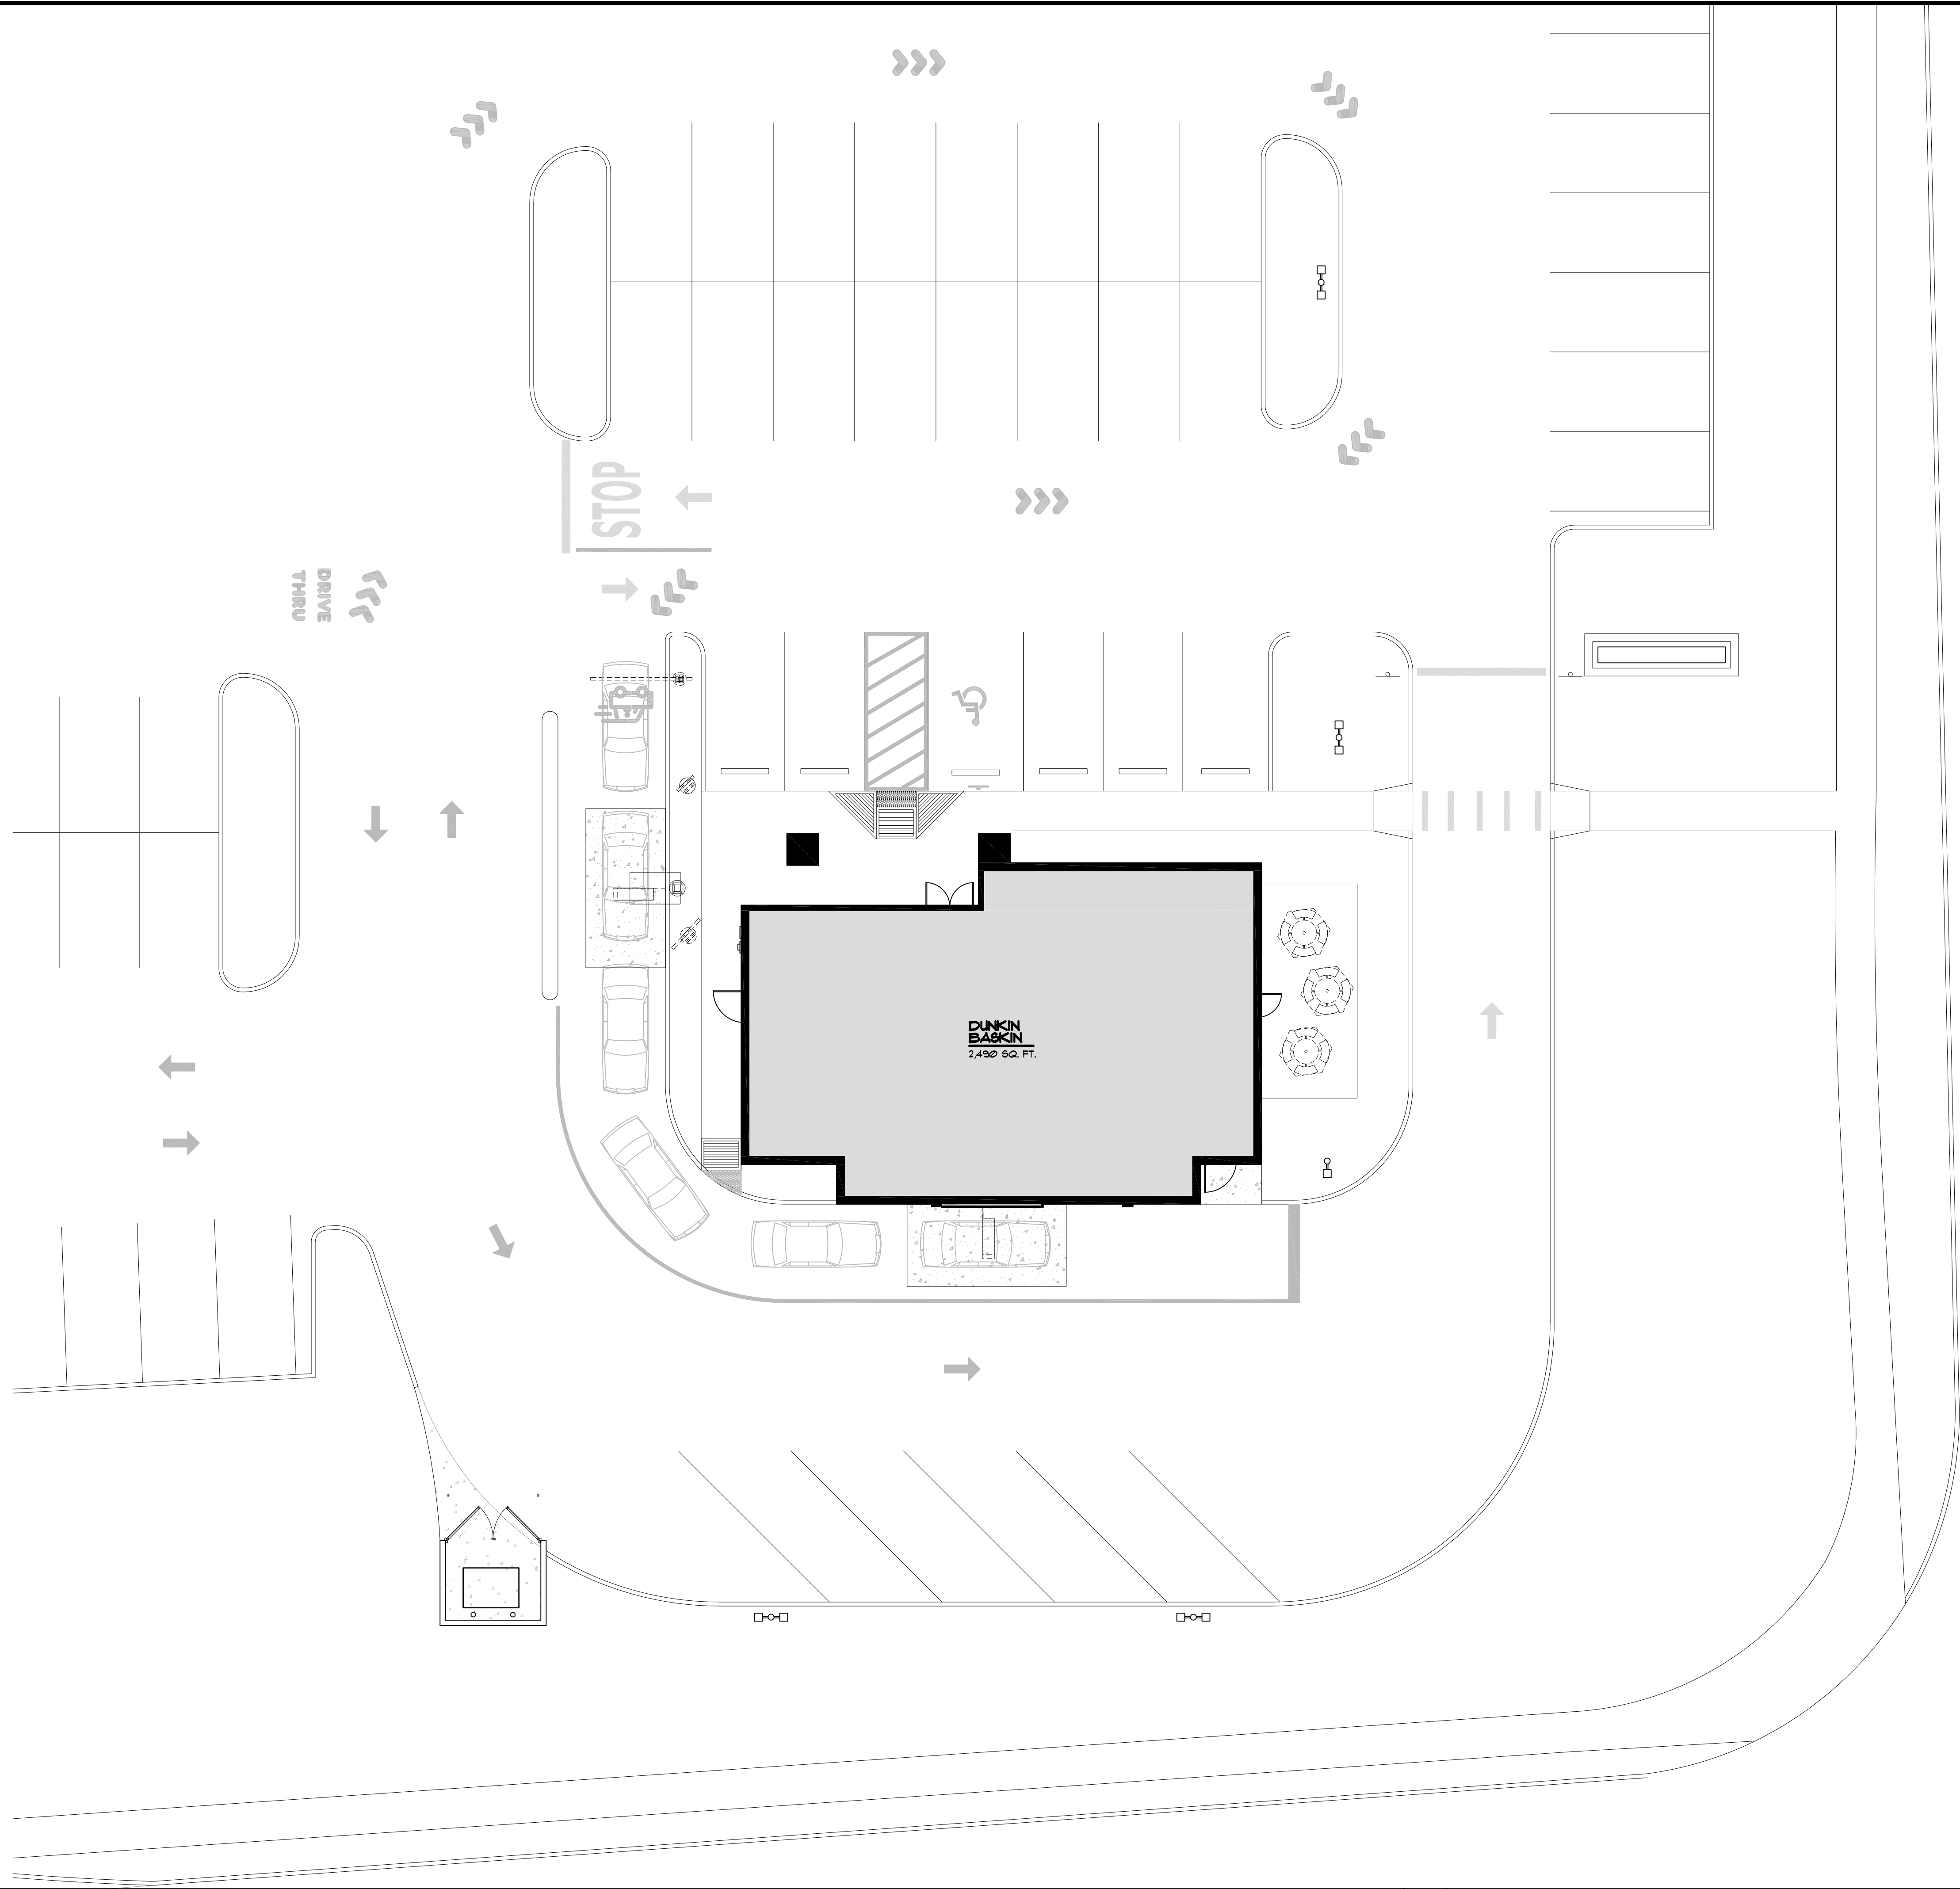 STOP
DRIVE
THRU
DUNKIN
BASKIN
2,490 SQ. FT.